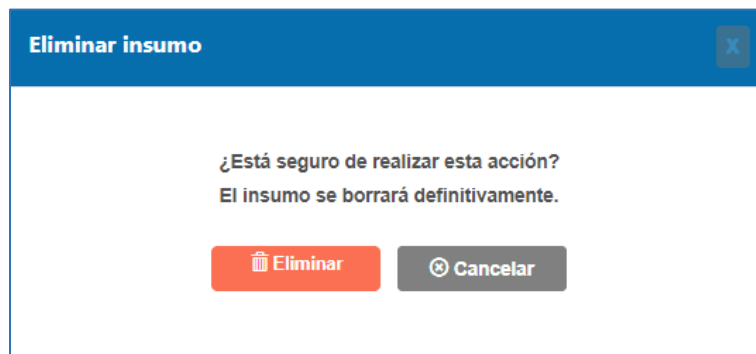 Eliminar insumo
X
¿Está seguro de realizar esta acción?
El insumo se borrará definitivamente.
Eliminar
Cancelar